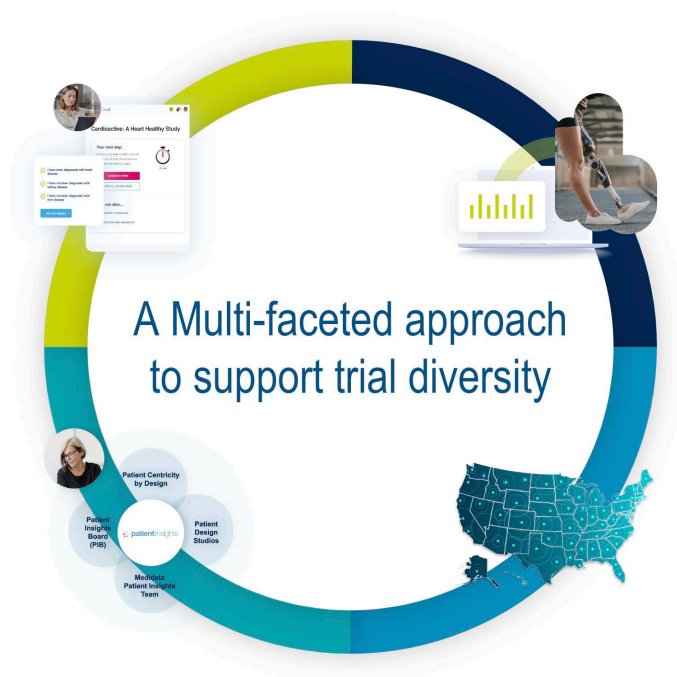 Cardioactive: A Heart Healthy Study
Your next step
I have been diagnosed with heart
disease
I have not been diagnosed with
kidney disease
I have not been diagnosed with
liver disease
A Multi-faceted approach
to support trial diversity
Patient Centricity
by Design
Patient
Insights
Board
(PIB)
patientinsights
Patient
Design
Studios
Medidata
Patient Insights
Team